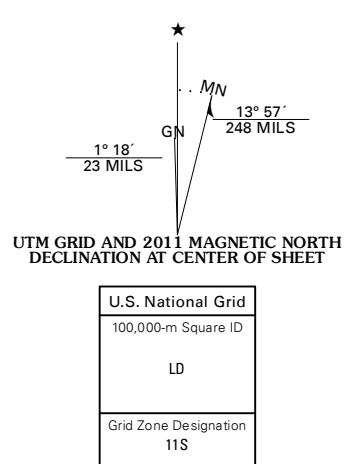 ★
MN
GN
13° 57´
248 MILS
1° 18´
23 MILS
UTM GRID AND 2011 MAGNETIC NORTH
DECLINATION AT CENTER OF SHEET
U.S. National Grid
100,000-m Square ID
LD
Grid Zone Designation
11S